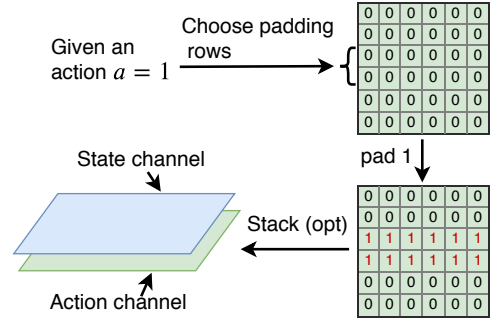 Given an
action a = 1
Choose padding
rows
0 0 0 0 0 0
0 0 0 0 0 0
0 0 0 0 0 0
0 0 0 0 0 0
0 0 0 0 0 0
0 0 0 0 0 0
pad 1
0 0 0 0 0 0
0 0 0 0 0 0
1 1 1 1 1 1
1 1 1 1 1 1
0 0 0 0 0 0
0 0 0 0 0 0
Stack (opt)
State channel
Action channel